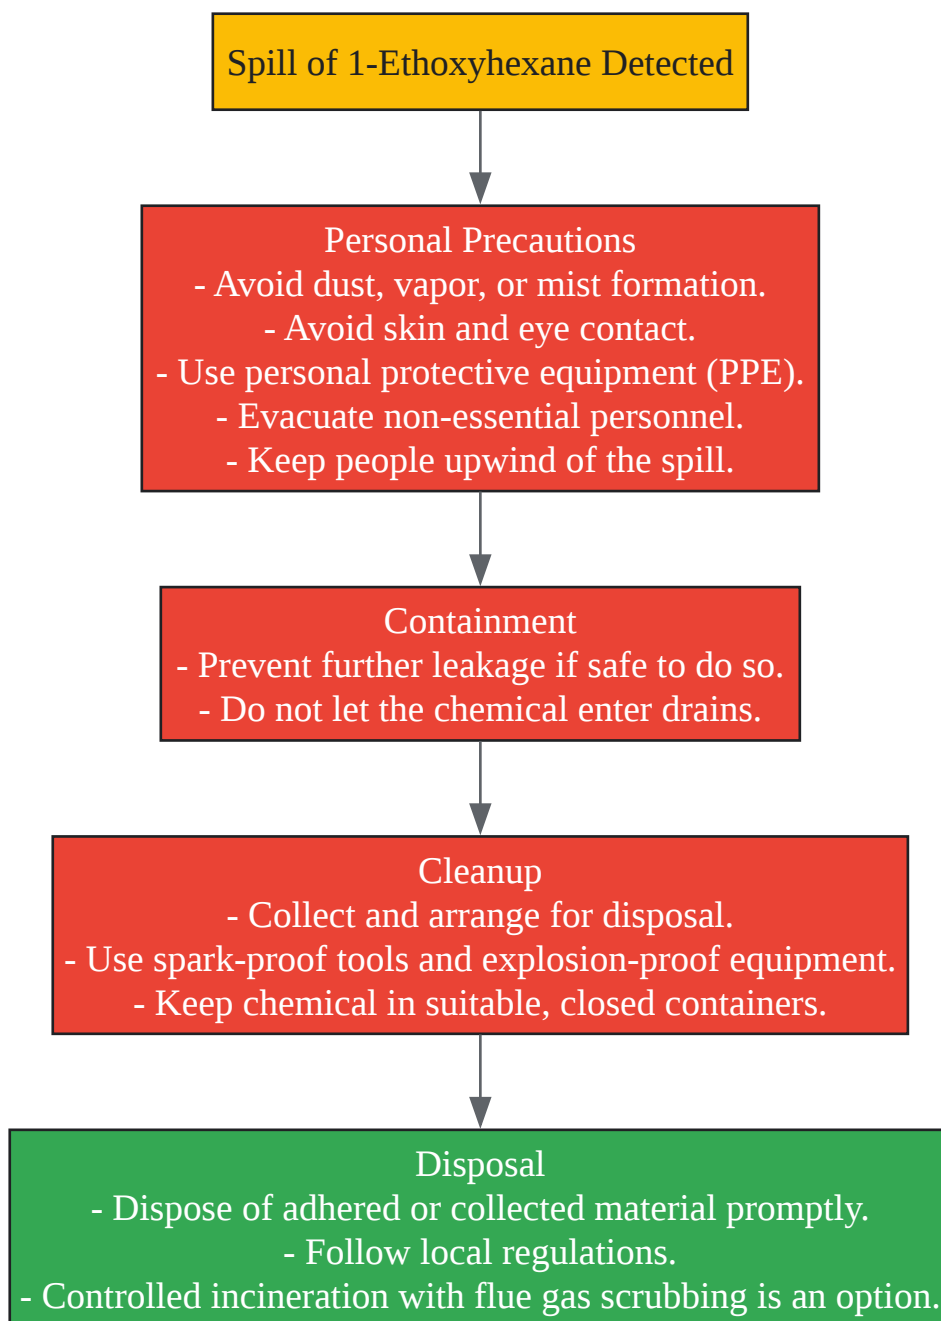 Spill of 1-Ethoxyhexane Detected
Personal Precautions
- Avoid dust, vapor, or mist formation.
- Avoid skin and eye contact.
- Use personal protective equipment (PPE).
- Evacuate non-essential personnel.
- Keep people upwind of the spill.
Containment
- Prevent further leakage if safe to do so.
- Do not let the chemical enter drains.
Cleanup
- Collect and arrange for disposal.
- Use spark-proof tools and explosion-proof equipment.
- Keep chemical in suitable, closed containers.
Disposal
- Dispose of adhered or collected material promptly.
- Follow local regulations.
- Controlled incineration with flue gas scrubbing is an option.